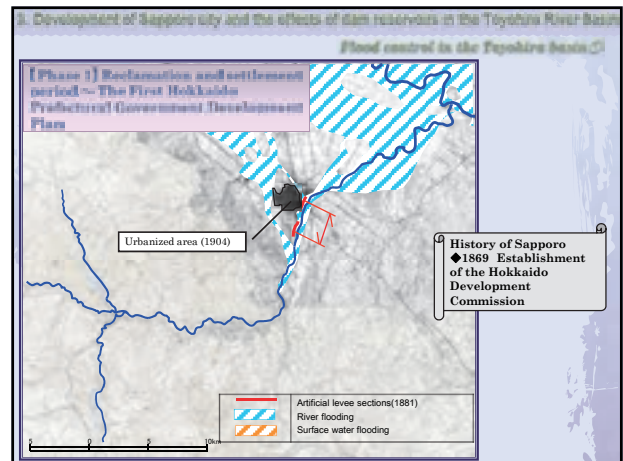 3. Development of Sapporo city and the effects of dam reservoirs in the Toyohira River Basin
Flood control in the Toyohira basin①
【Phase 1】Reclamation and settlement
period ～ The First Hokkaido
Prefectural Government Development
Plan
Urbanized area (1904)
History of Sapporo
◆1869 Establishment
of the Hokkaido
Development
Commission
Artificial levee sections(1881)
River flooding
Surface water flooding
5 0 5 10km